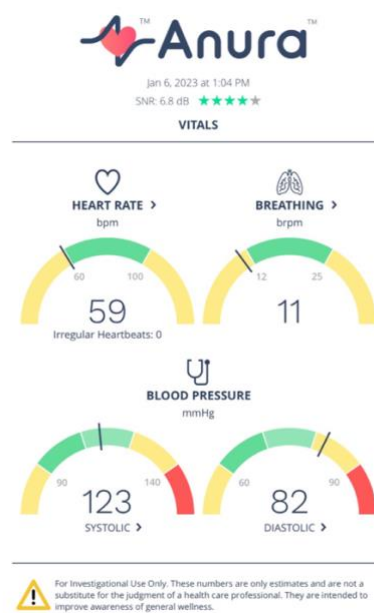 Anura™
Jan 6, 2023 at 1:04 PM
SNR: 6.8 dB
VITALS
HEART RATE >
bpm
60 100
59
Irregular Heartbeats: 0
BREATHING >
brpm
12 25
11
BLOOD PRESSURE
mmHg
90 140
123
SYSTOLIC >
60 90
82
DIASTOLIC >
For Investigational Use Only. These numbers are only estimates and are not a
substitute for the judgment of a health care professional. They are intended to
improve awareness of general wellness.